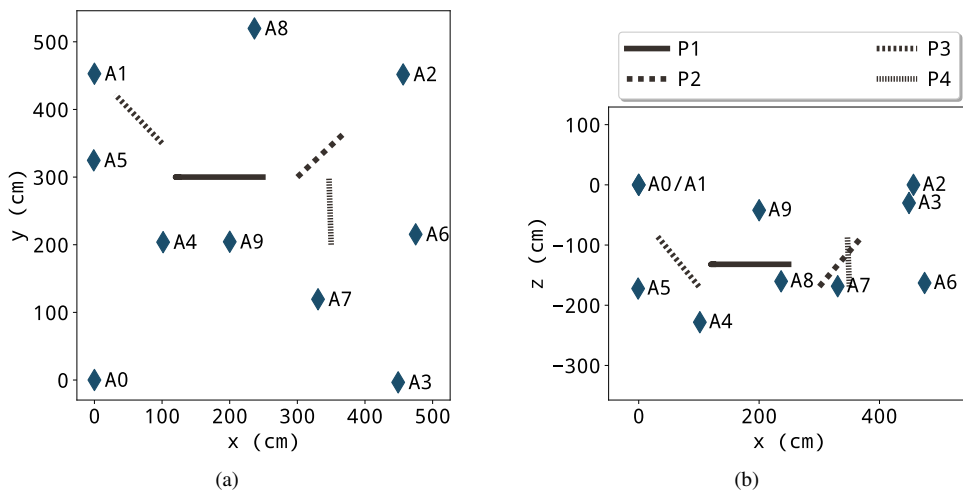 500
400
300
200
100
0
y (cm)
A8
A1
A2
A5
A4
A9
A6
A7
A0
A3
0 100 200 300 400 500
x (cm)
(a)
P1 P3
P2 P4
100
0
−100
−200
−300
z (cm)
A0/A1
A2
A3
A9
A5
A8
A7
A6
A4
0 200 400
x (cm)
(b)